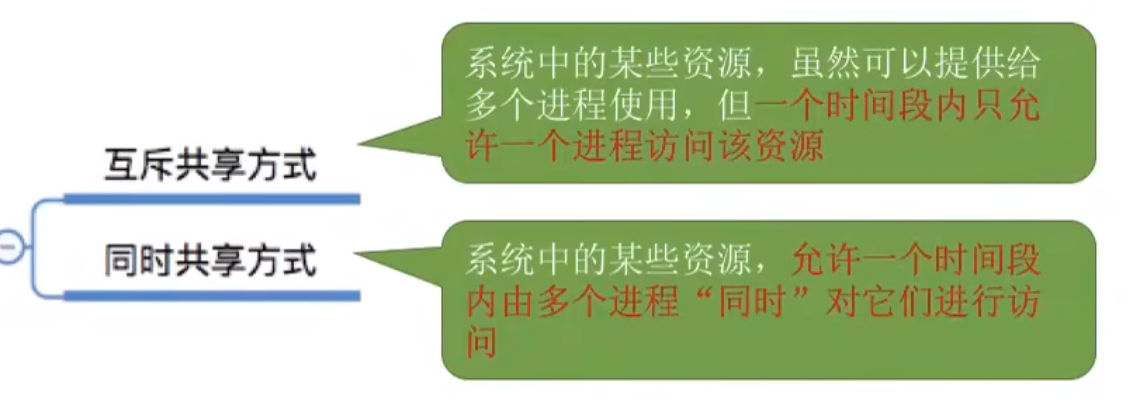 系统中的某些资源，虽然可以提供给
多个进程使用，但一个时间段内只允
许一个进程访问该资源
互斥共享方式
同时共享方式
系统中的某些资源，允许一个时间段
内由多个进程“同时”对它们进行访
问